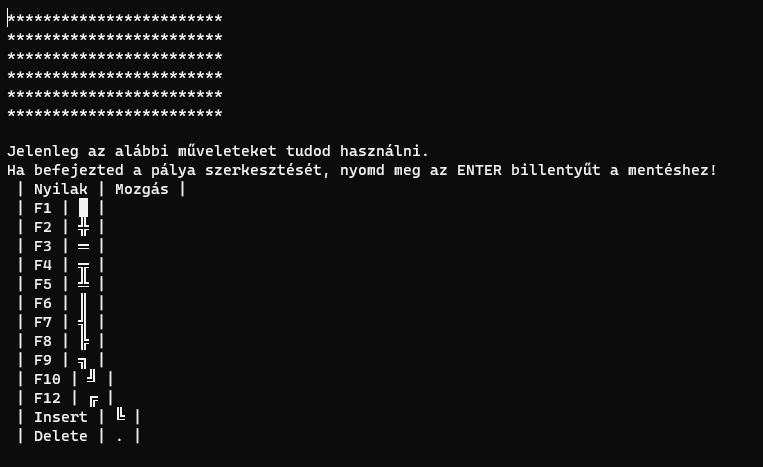 ************************
************************
************************
************************
************************
************************
Jelenleg az alábbi műveleteket tudod használni.
Ha befejezted a pálya szerkesztését, nyomd meg az ENTER billentyűt a mentéshez!
| Nyilak | Mozgás |
| F1 | █ |
| F2 | ╬ |
| F3 | ═ |
| F4 | ╦ |
| F5 | ╩ |
| F6 | ║ |
| F7 | ╣ |
| F8 | ╠ |
| F9 | ╗ |
| F10 | ╝ |
| F12 | ╔ |
| Insert | ╚ |
| Delete | . |